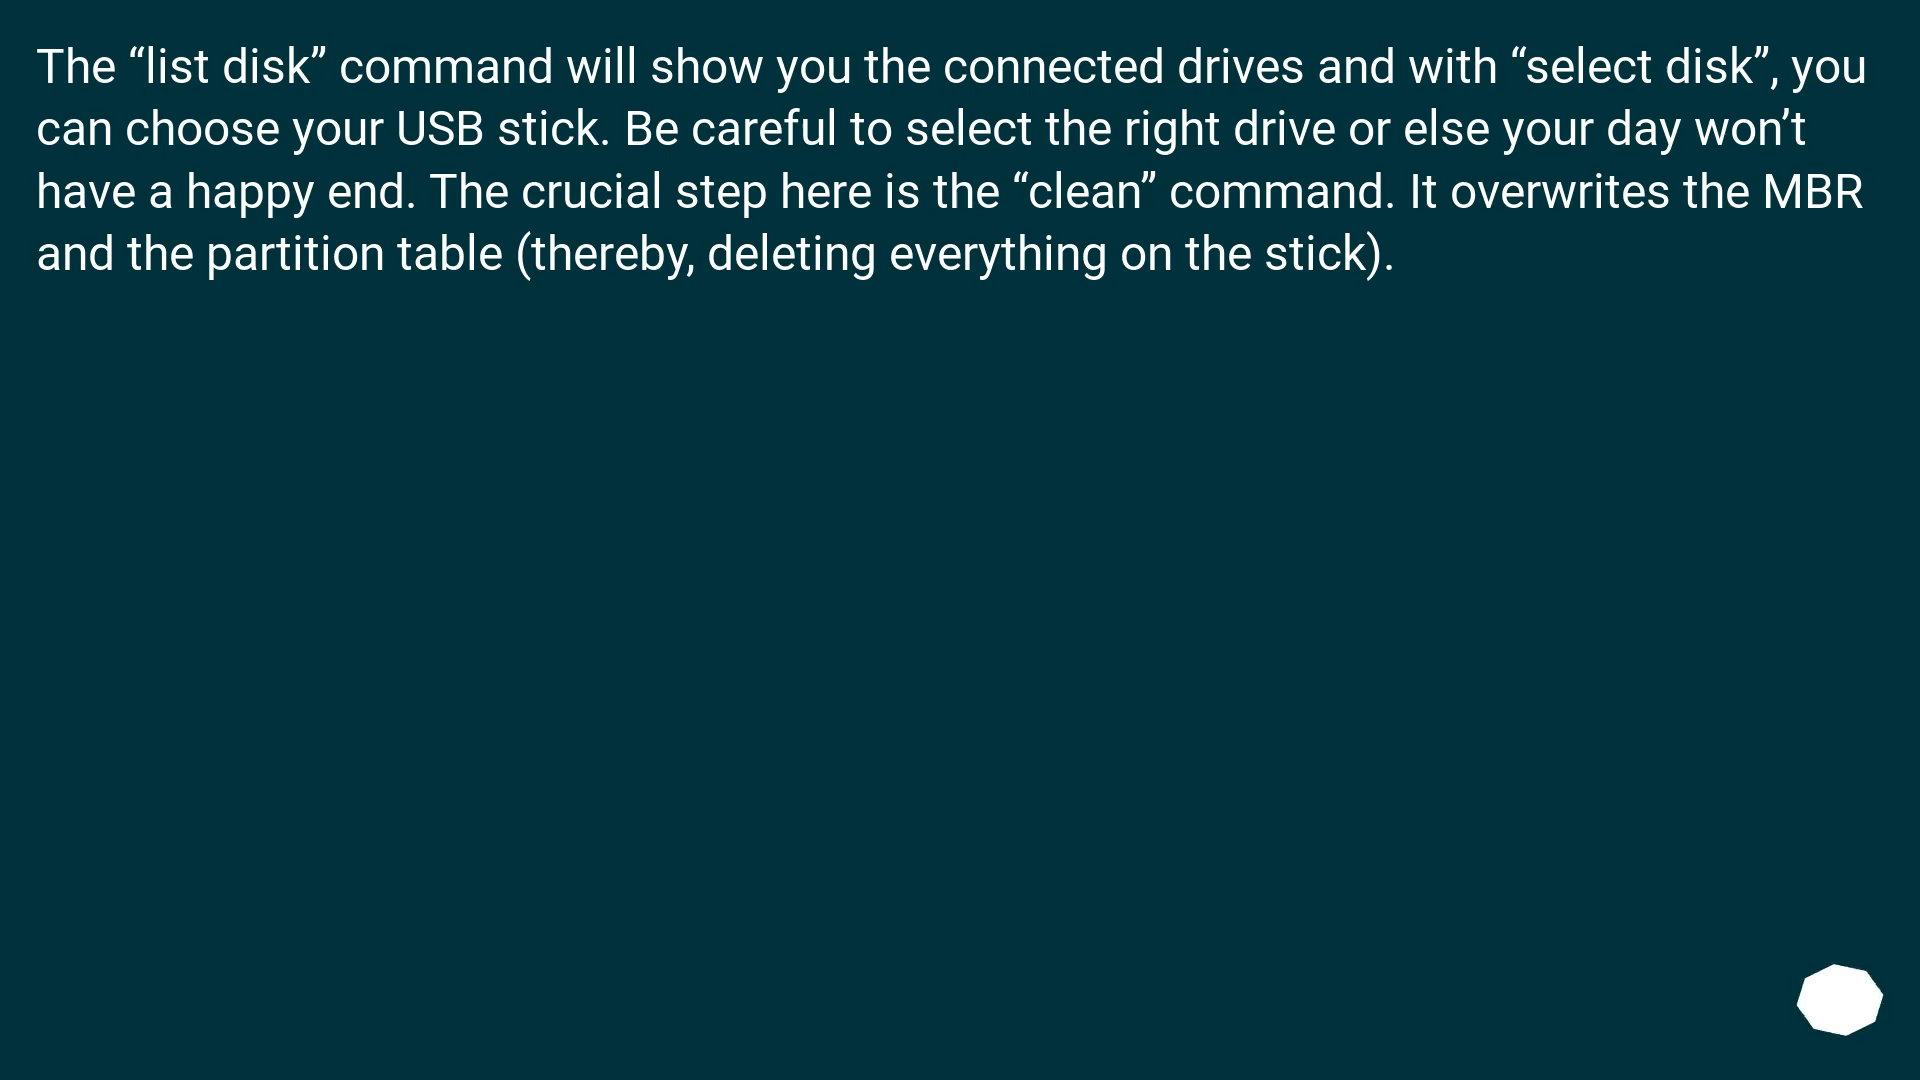 The “list disk” command will show you the connected drives and with “select disk”, you
can choose your USB stick. Be careful to select the right drive or else your day won’t
have a happy end. The crucial step here is the “clean” command. It overwrites the MBR
and the partition table (thereby, deleting everything on the stick).